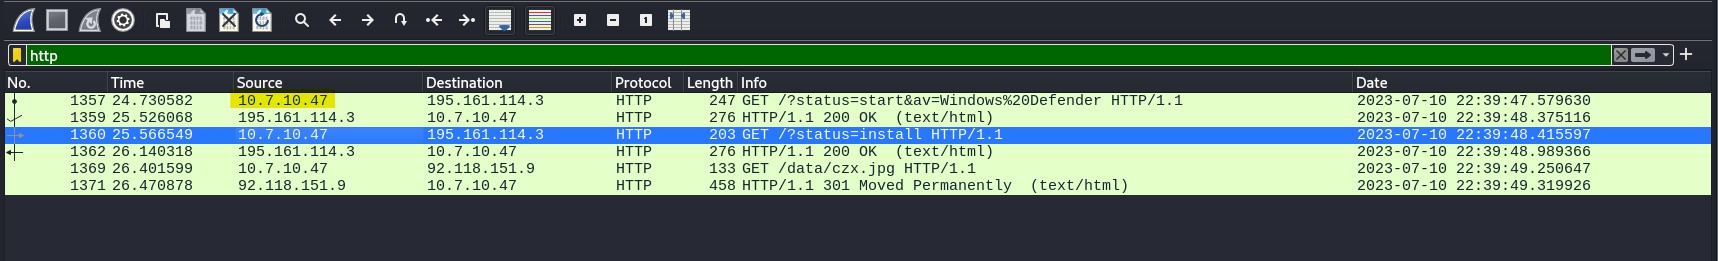 http
No. Time Source Destination Protocol Length Info Date
1357 24.730582 10.7.10.47 195.161.114.3 HTTP 247 GET /?status=start&av=Windows%20Defender HTTP/1.1 2023-07-10 22:39:47.579630
1359 25.526068 195.161.114.3 10.7.10.47 HTTP 276 HTTP/1.1 200 OK (text/html) 2023-07-10 22:39:48.375116
1360 25.566549 10.7.10.47 195.161.114.3 HTTP 203 GET /?status=install HTTP/1.1 2023-07-10 22:39:48.415597
1362 26.140318 195.161.114.3 10.7.10.47 HTTP 276 HTTP/1.1 200 OK (text/html) 2023-07-10 22:39:48.989366
1369 26.401599 10.7.10.47 92.118.151.9 HTTP 133 GET /data/czx.jpg HTTP/1.1 2023-07-10 22:39:49.250647
1371 26.470878 92.118.151.9 10.7.10.47 HTTP 458 HTTP/1.1 301 Moved Permanently (text/html) 2023-07-10 22:39:49.319926